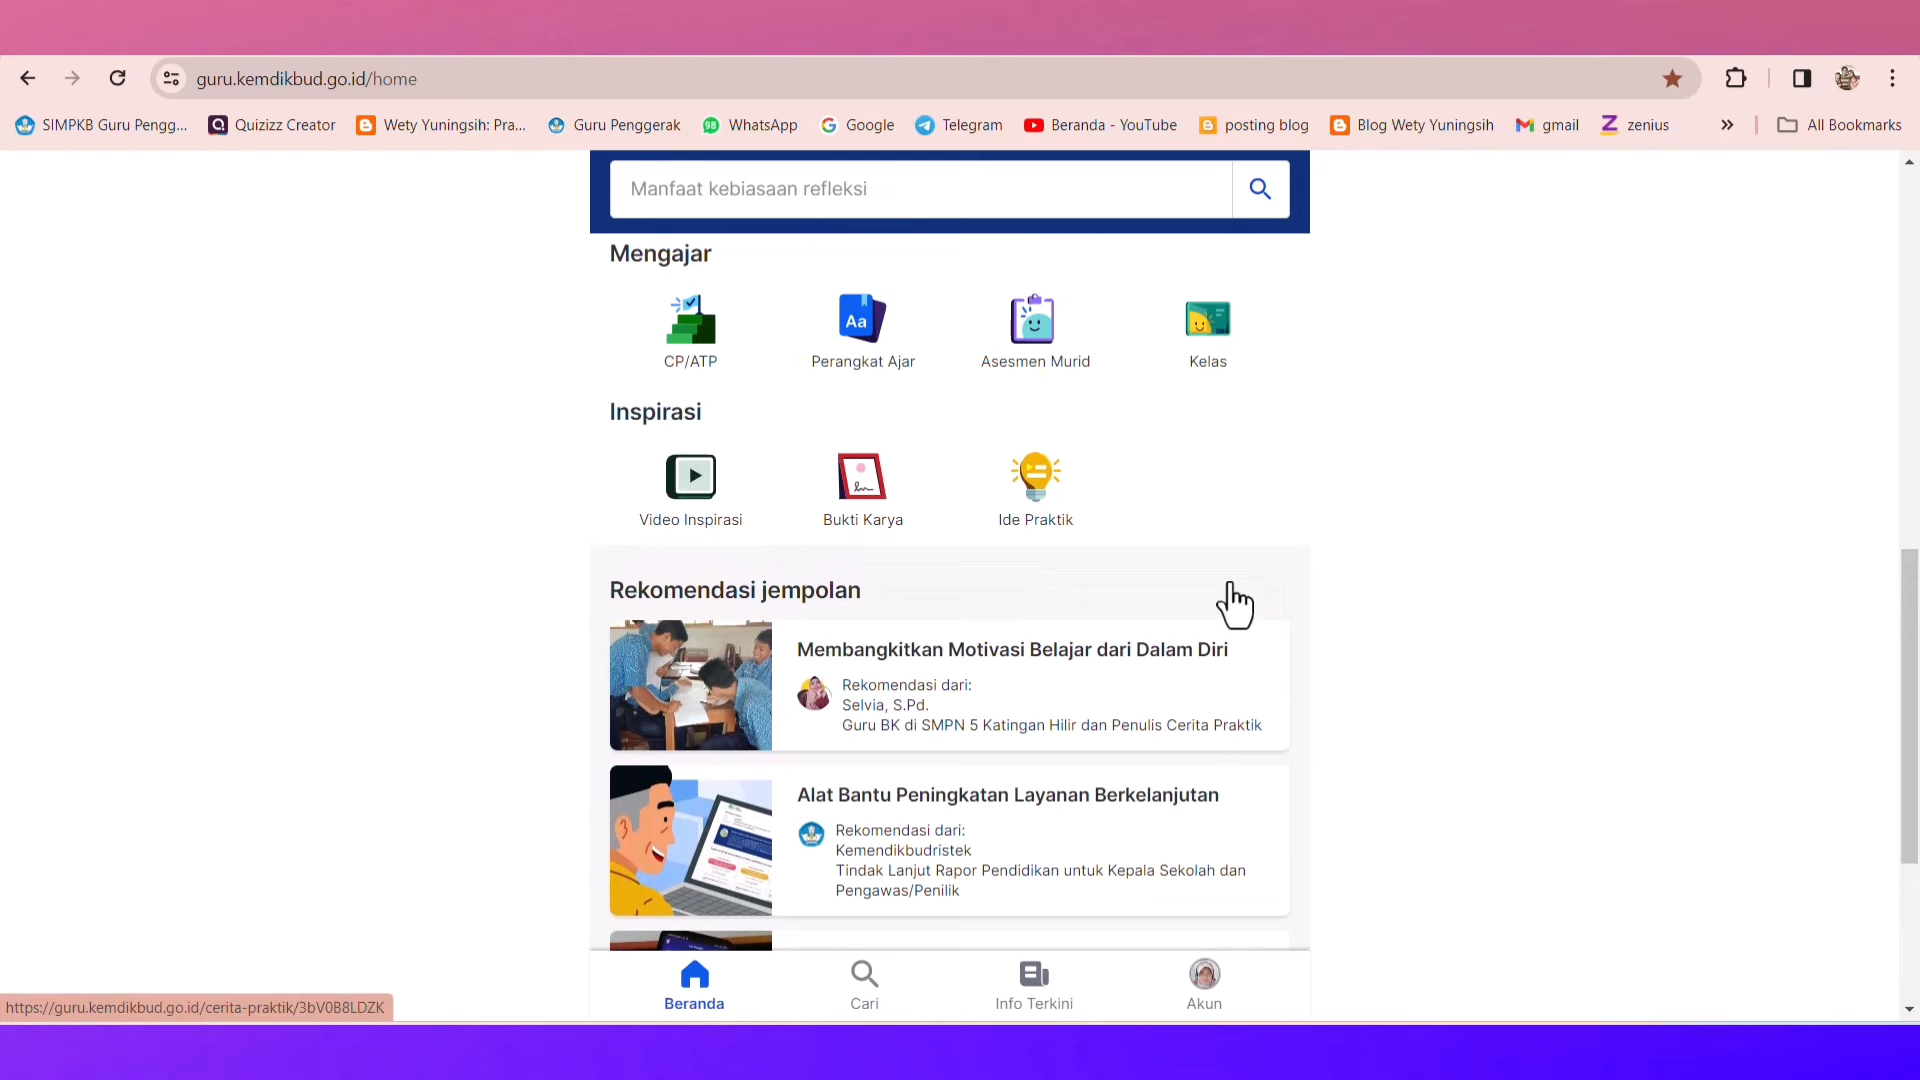 guru.kemdikbud.go.id/home
SIMPKB Guru Pengg...
Quizizz Creator
Wety Yuningsih: Pra...
Guru Penggerak
98
WhatsApp
Google
Telegram
Beranda - YouTube
posting blog
Blog Wety Yuningsih
gmail
zenius
»
All Bookmarks
Manfaat kebiasaan refleksi
Mengajar
Aa
CP/ATP
Perangkat Ajar
Asesmen Murid
Kelas
Inspirasi
Video Inspirasi
Bukti Karya
Ide Praktik
Rekomendasi jempolan
Membangkitkan Motivasi Belajar dari Dalam Diri
Rekomendasi dari:
Selvia, S.Pd.
Guru BK di SMPN 5 Katingan Hilir dan Penulis Cerita Praktik
Alat Bantu Peningkatan Layanan Berkelanjutan
Rekomendasi dari:
Kemendikbudristek
Tindak Lanjut Rapor Pendidikan untuk Kepala Sekolah dan
Pengawas/Penilik
Beranda
Cari
Info Terkini
Akun
https://guru.kemdikbud.go.id/cerita-praktik/3bV0B8LDZK